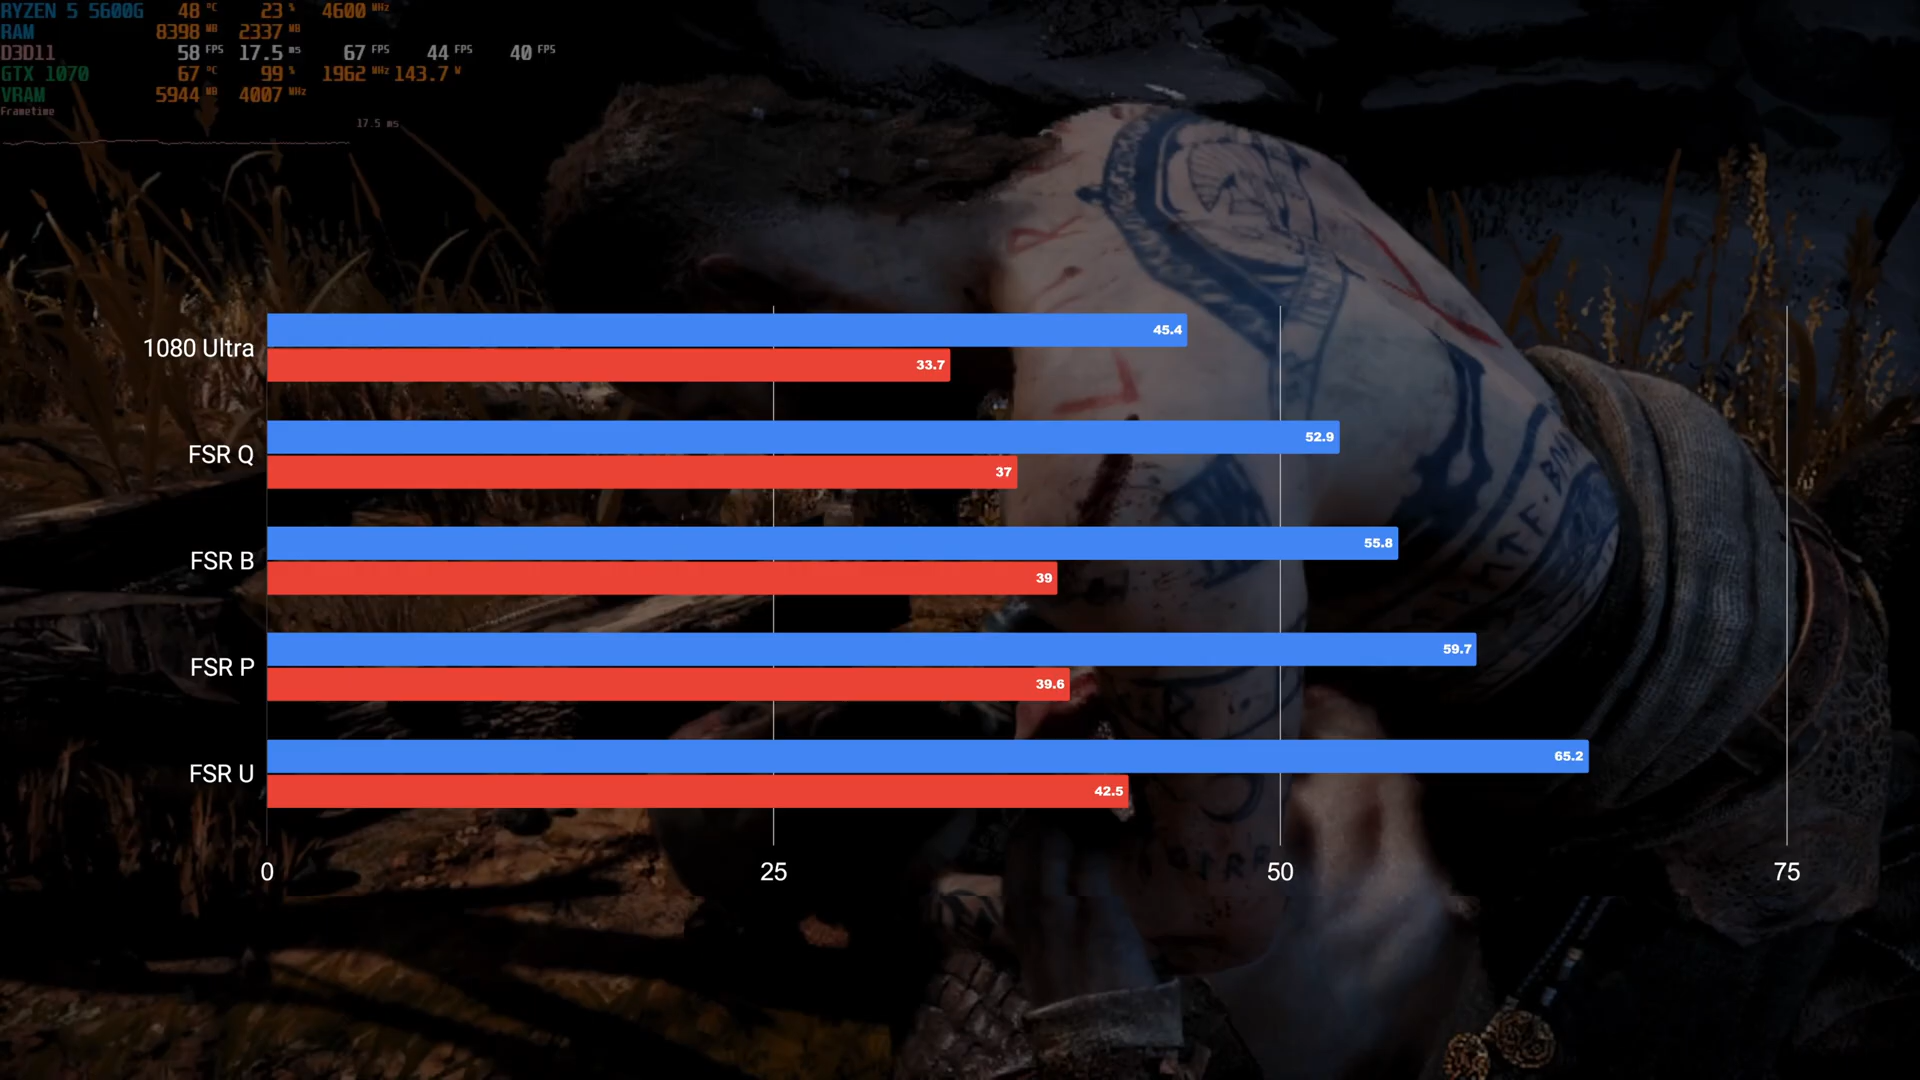 RYZEN 5 5600G 48 °C 23 % 4600 MHz
RAM 8398 MB 2337 MB
D3D11 58 FPS 17.5 ms 67 FPS 44 FPS 40 FPS
GTX 1070 67 °C 99 % 1962 MHz 143.7 W
VRAM 5944 MB 4007 MHz
Frametime
17.5 ms
1080 Ultra 45.4
33.7
FSR Q 52.9
37
FSR B 55.8
39
FSR P 59.7
39.6
FSR U 65.2
42.5
0 25 50 75